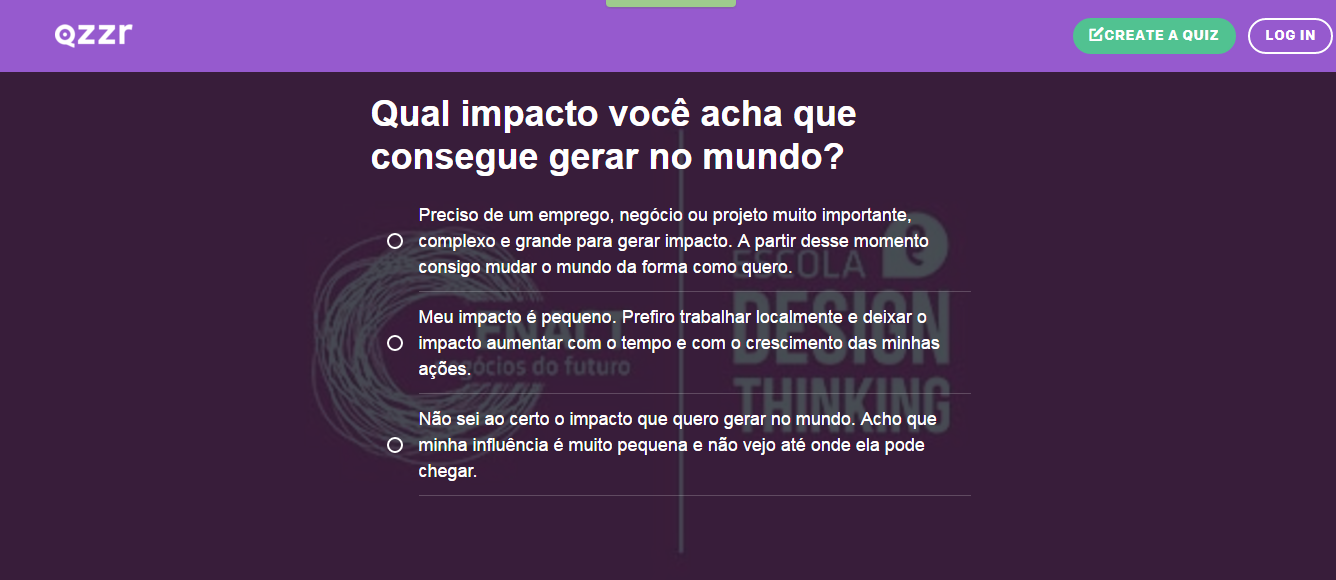 Qzzr
CREATE A QUIZ
LOG IN
Qual impacto você acha que
consegue gerar no mundo?
Preciso de um emprego, negócio ou projeto muito importante,
complexo e grande para gerar impacto. A partir desse momento
consigo mudar o mundo da forma como quero.
Meu impacto é pequeno. Prefiro trabalhar localmente e deixar o
impacto aumentar com o tempo e com o crescimento das minhas
ações.
Não sei ao certo o impacto que quero gerar no mundo. Acho que
minha influência é muito pequena e não vejo até onde ela pode
chegar.
negócios do futuro
ESCOLA
DESIGN
THINKING